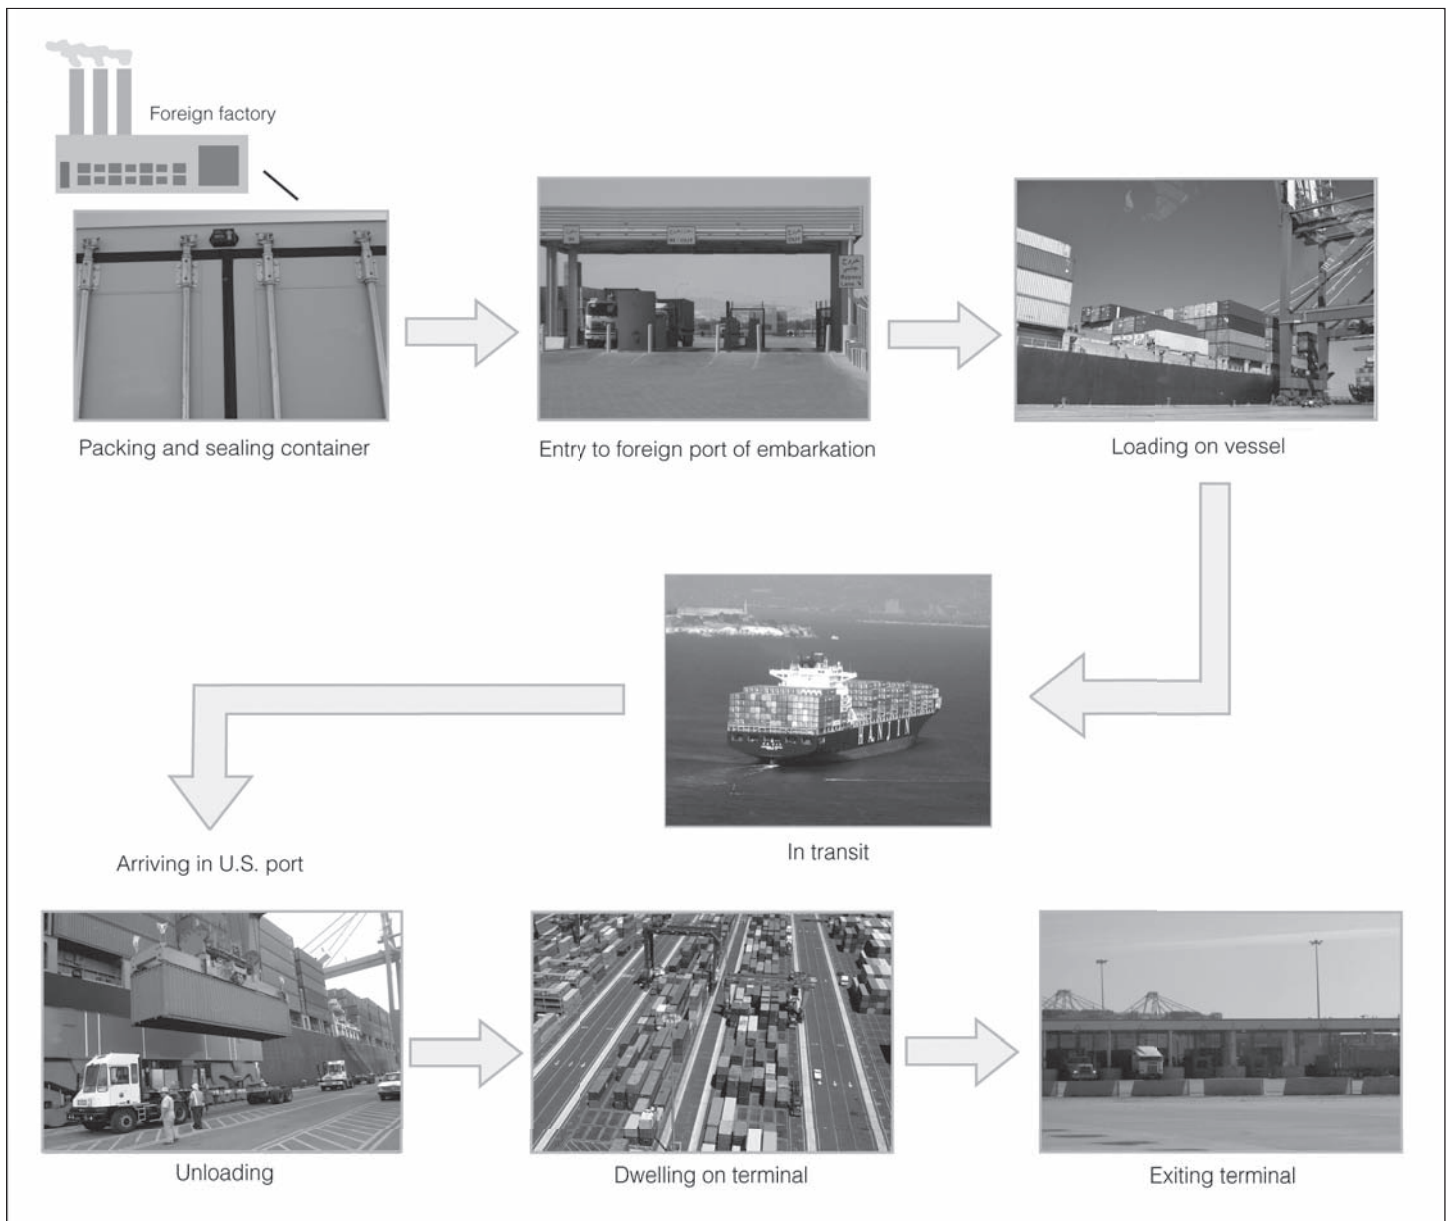 Foreign factory
Packing and sealing container
Entry to foreign port of embarkation
Loading on vessel
HANJIN
In transit
Arriving in U.S. port
Unloading
Dwelling on terminal
Exiting terminal